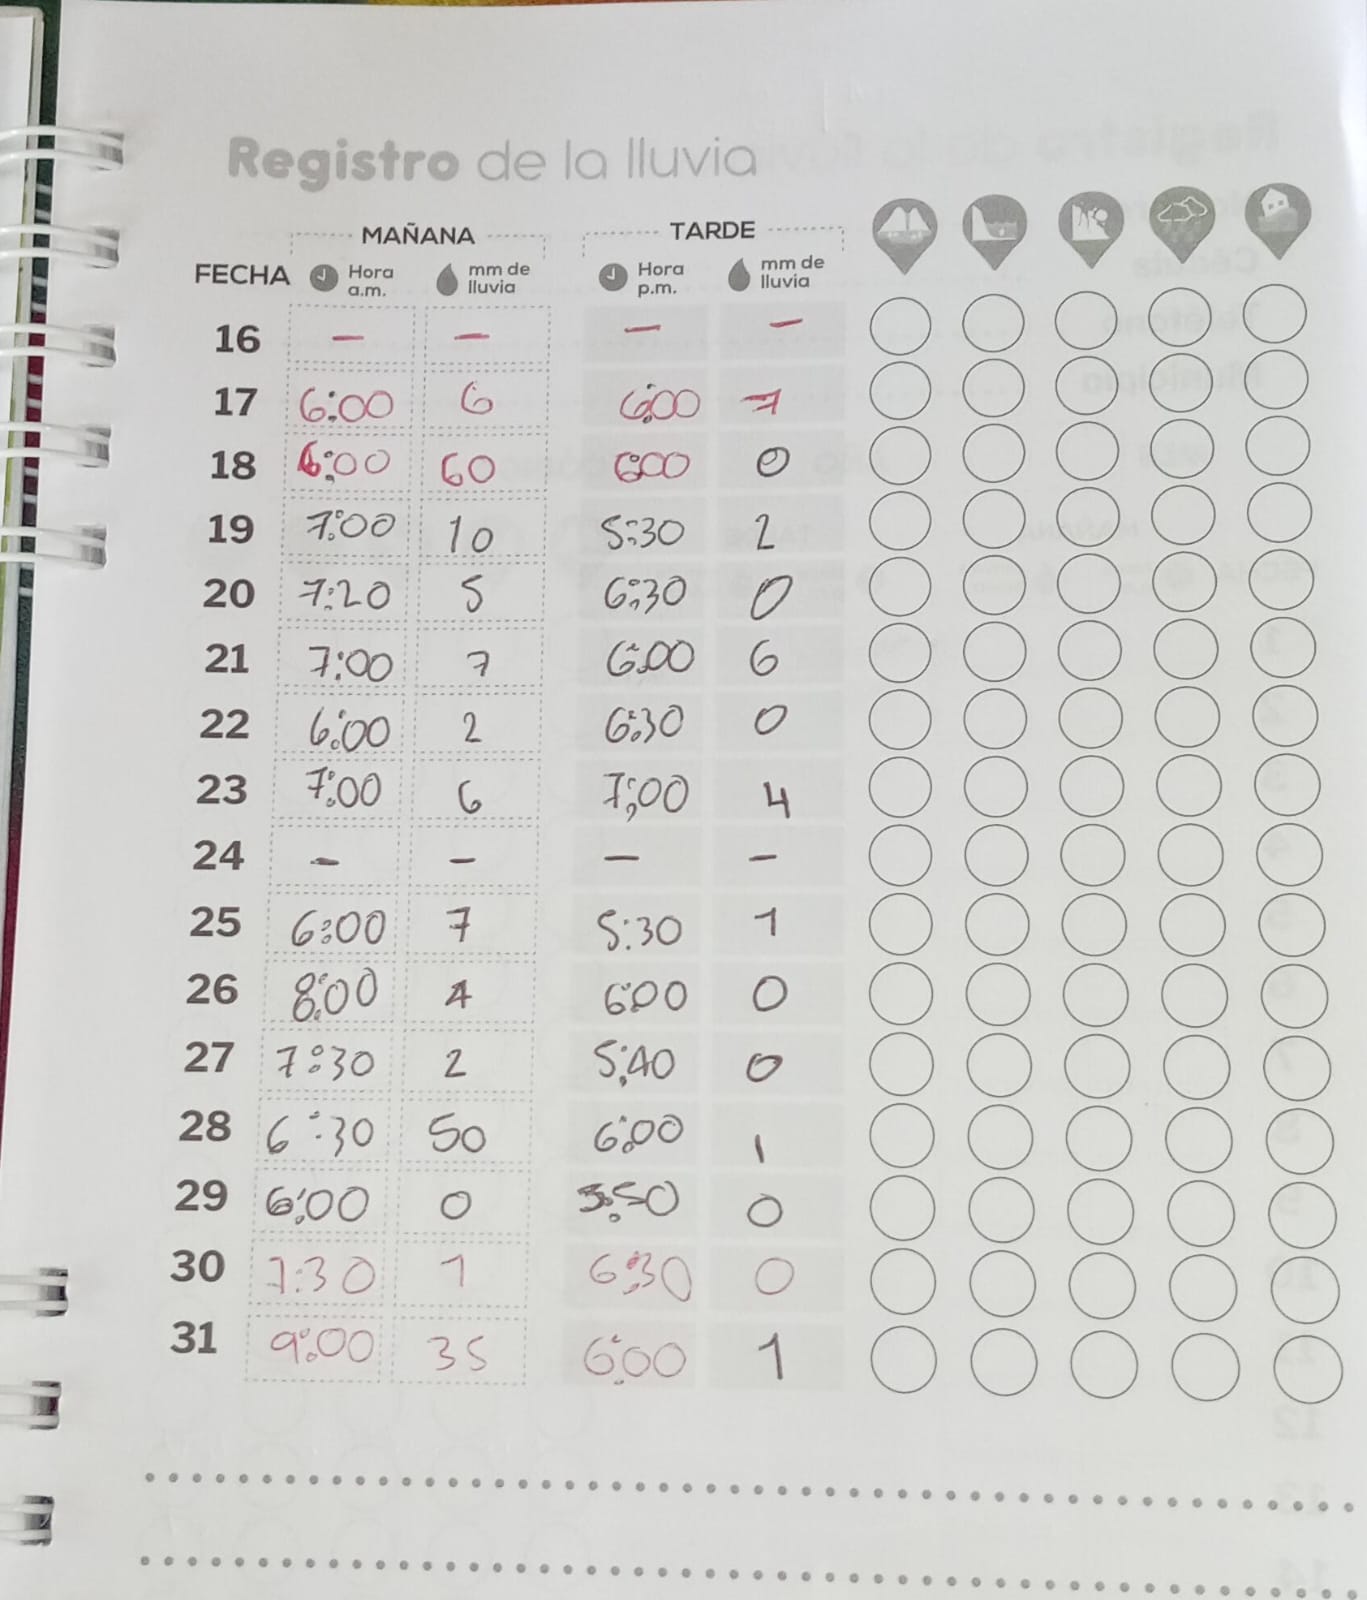 Registro de la lluvia
MAÑANA TARDE
FECHA Hora a.m. mm de lluvia Hora p.m. mm de lluvia
16 — — — —
17 6:00 6 6:00 7
18 6:00 60 6:00 0
19 7:00 10 5:30 2
20 7:20 5 6:30 0
21 7:00 7 6:00 6
22 6:00 2 6:30 0
23 7:00 6 7:00 4
24 — — — —
25 6:00 7 5:30 1
26 8:00 4 6:00 0
27 7:30 2 5:40 0
28 6:30 50 6:00 1
29 6:00 0 3:50 0
30 7:30 1 6:30 0
31 9:00 35 6:00 1